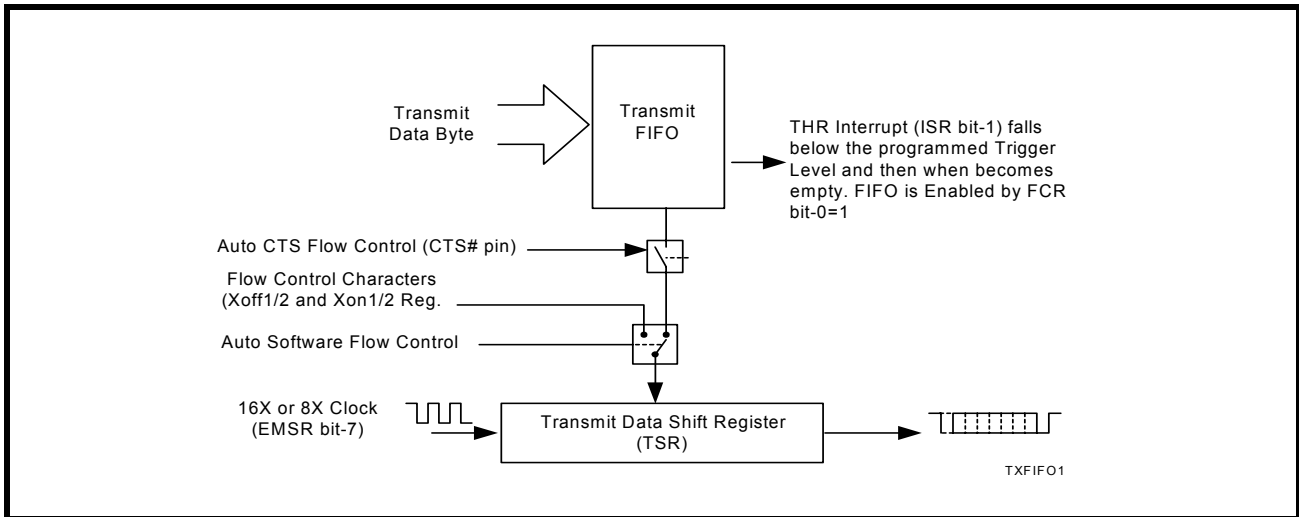 Transmit
Data Byte
Transmit
FIFO
THR Interrupt (ISR bit-1) falls
below the programmed Trigger
Level and then when becomes
empty. FIFO is Enabled by FCR
bit-0=1
Auto CTS Flow Control (CTS# pin)
Flow Control Characters
(Xoff1/2 and Xon1/2 Reg.
Auto Software Flow Control
16X or 8X Clock
(EMSR bit-7)
Transmit Data Shift Register
(TSR)
TXFIFO1